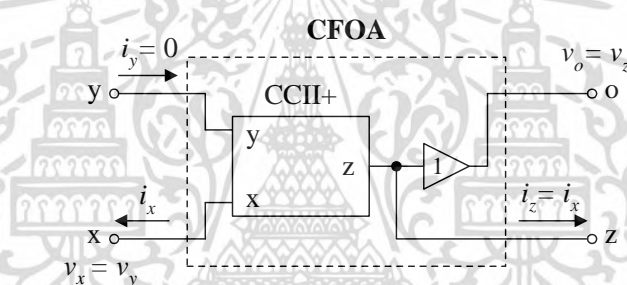 CFOA
i_y = 0
v_o = v_z
y
CCII+
o
y
z
1
x
i_x
i_z = i_x
x
z
v_x = v_y